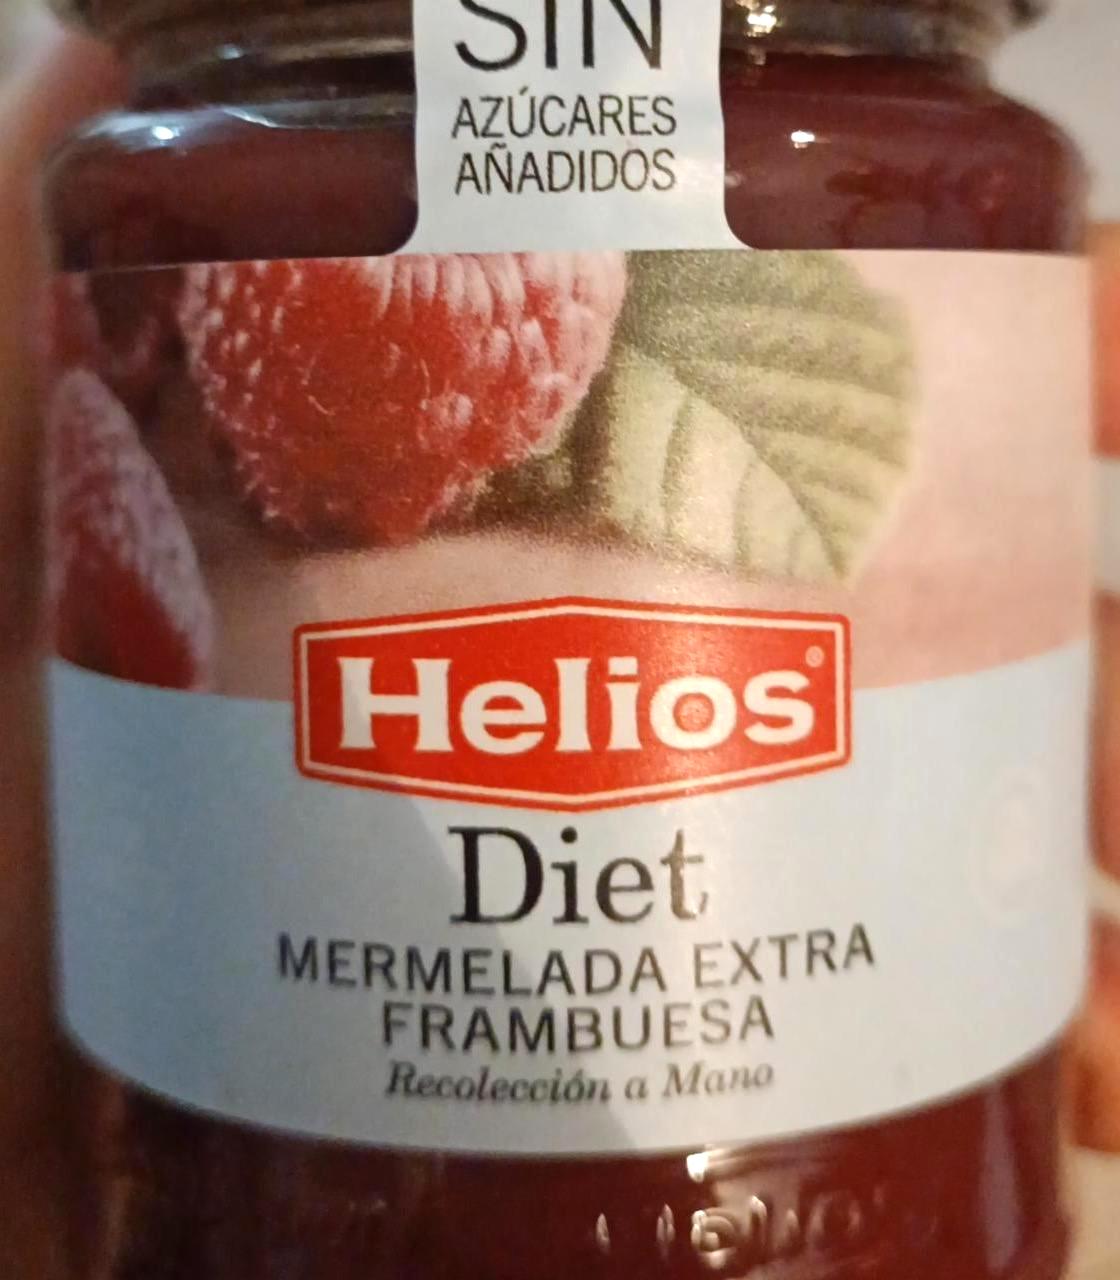 SIN
AZÚCARES
AÑADIDOS
Helios®
Diet
MERMELADA EXTRA
FRAMBUESA
Recolección a Mano